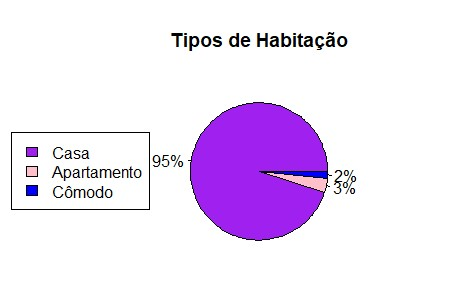 Tipos de Habitação
Casa
Apartamento
Cômodo
95%
2%
3%